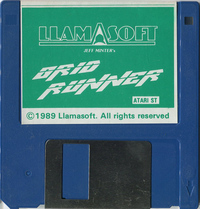 LLAMASOFT
JEFF MINTER's
GRID
RUNNER
ATARI ST
©1989 Llamasoft. All rights reserved